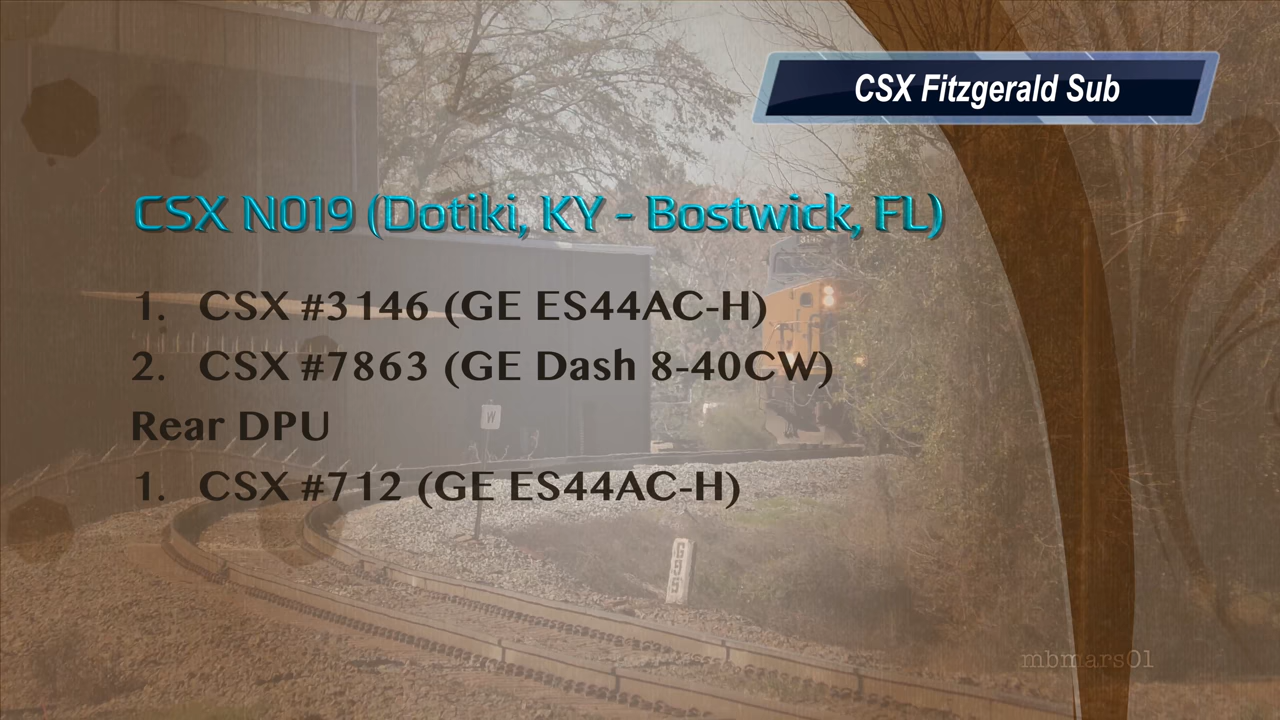 CSX Fitzgerald Sub
CSX N019 (Dotiki, KY - Bostwick, FL)
1. CSX #3146 (GE ES44AC-H)
2. CSX #7863 (GE Dash 8-40CW)
Rear DPU
1. CSX #712 (GE ES44AC-H)
W
G95
mbmars01